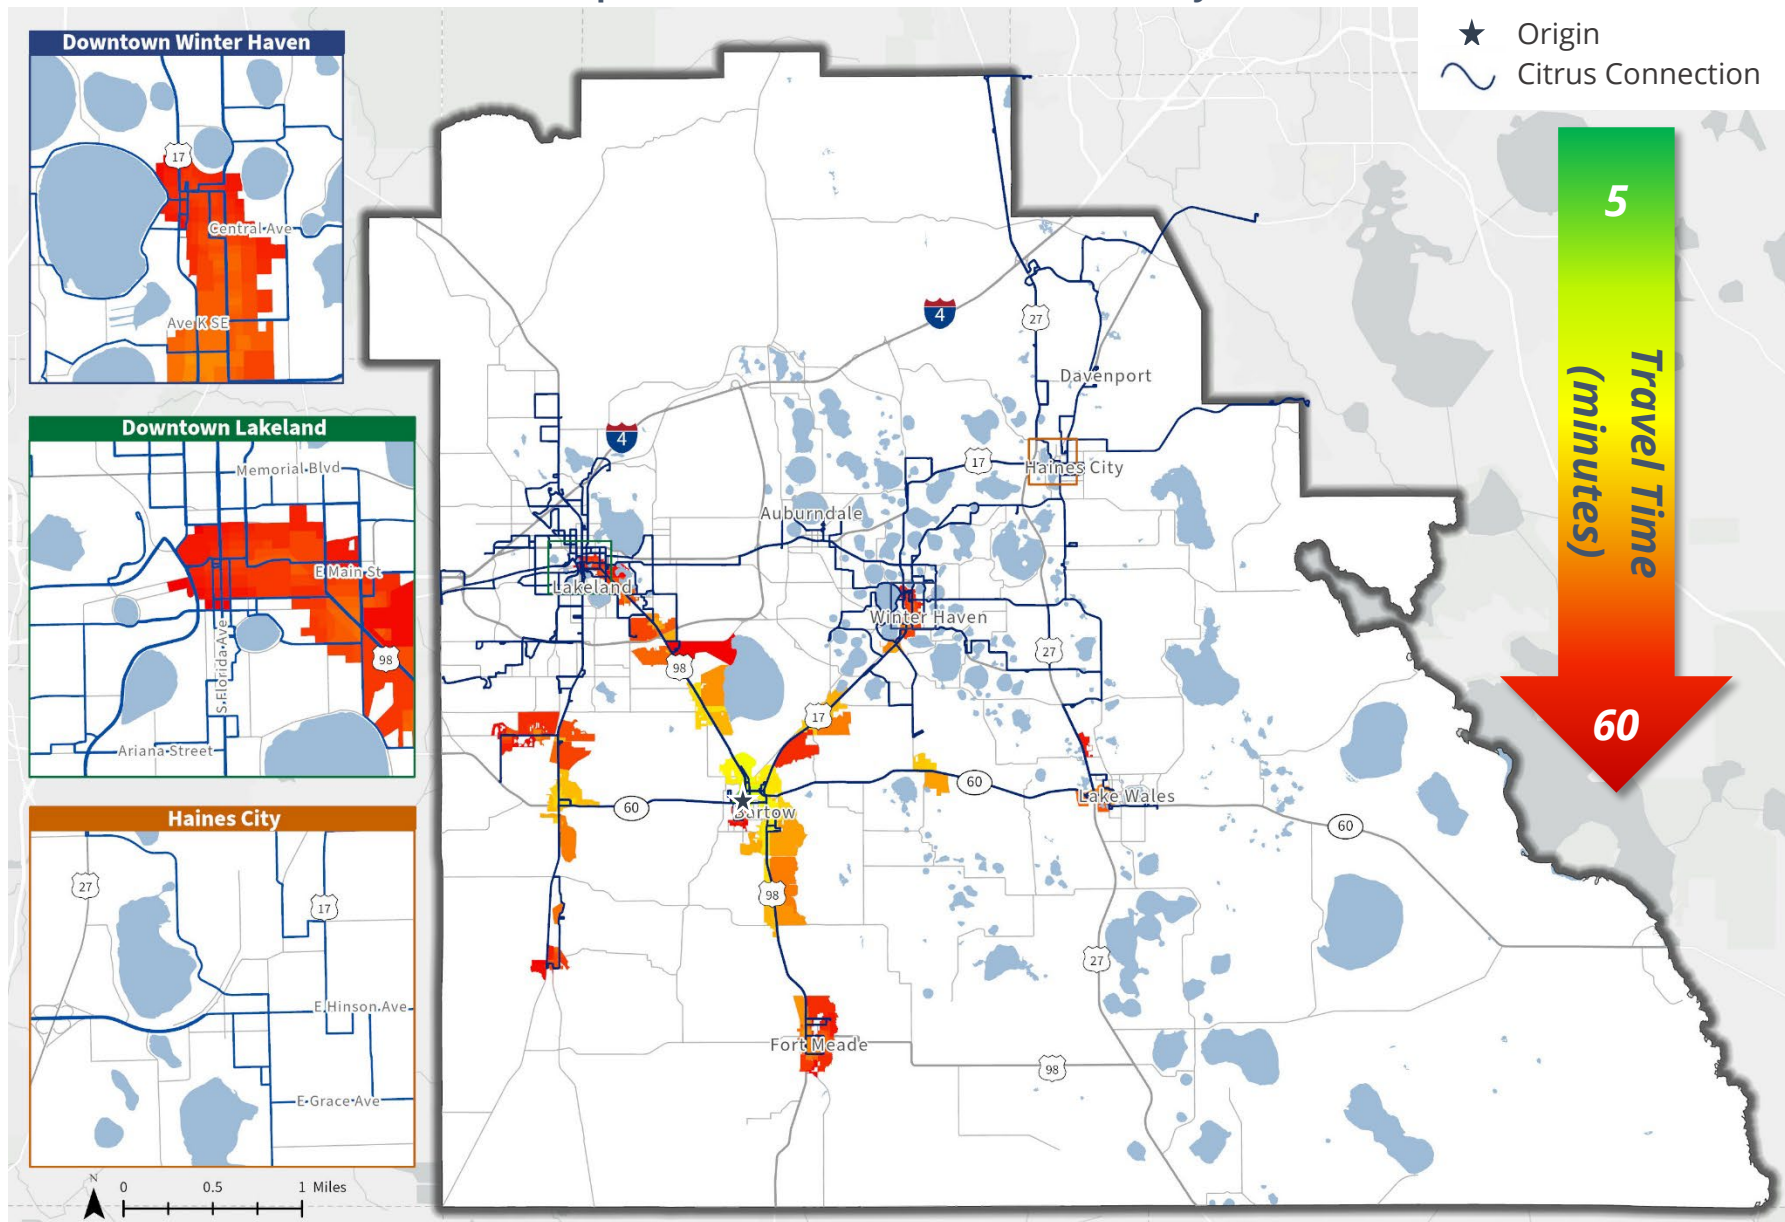 Origin
Citrus Connection
5
Travel Time
(minutes)
60
Downtown Winter Haven
17
Central Ave
Ave K SE
Downtown Lakeland
Memorial Blvd
E Main St
S Florida Ave
98
Ariana Street
Haines City
27
17
E Hinson Ave
E Grace Ave
N
0
0.5
1 Miles
4
27
Davenport
4
17
Haines City
Auburndale
Lakeland
Winter Haven
27
98
17
60
Lake Wales
60
Bartow
60
98
27
Fort Meade
98